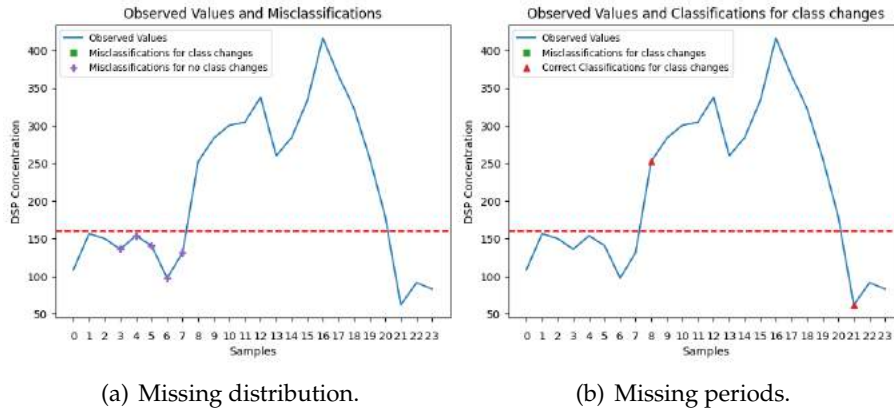 Observed Values and Misclassifications
Observed Values
Misclassifications for class changes
Misclassifications for no class changes
DSP Concentration
400
350
300
250
200
150
100
50
0 1 2 3 4 5 6 7 8 9 10 11 12 13 14 15 16 17 18 19 20 21 22 23
Samples
(a) Missing distribution.
Observed Values and Classifications for class changes
Observed Values
Misclassifications for class changes
Correct Classifications for class changes
DSP Concentration
400
350
300
250
200
150
100
50
0 1 2 3 4 5 6 7 8 9 10 11 12 13 14 15 16 17 18 19 20 21 22 23
Samples
(b) Missing periods.